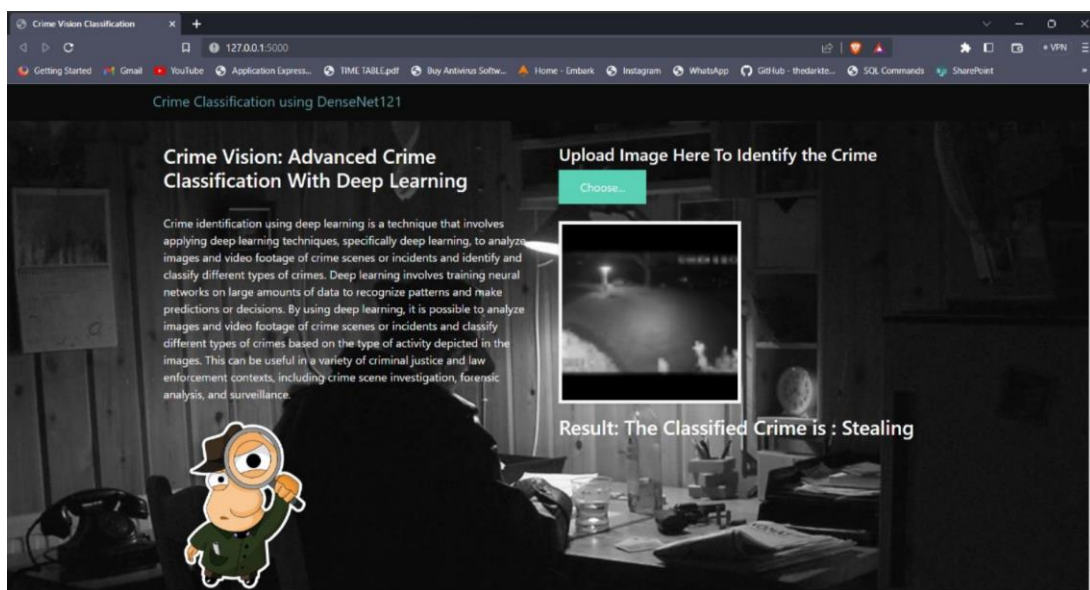 Crime Vision Classification
127.0.0.1:5000
VPN
Getting Started Gmail YouTube Application Express... TIME TABLE.pdf Buy Antivirus Softw... Home - Embark Instagram WhatsApp GitHub - thedarkte... SQL Commands SharePoint
Crime Classification using DenseNet121
Crime Vision: Advanced Crime
Classification With Deep Learning
Crime identification using deep learning is a technique that involves
applying deep learning techniques, specifically deep learning, to analyze
images and video footage of crime scenes or incidents and identify and
classify different types of crimes. Deep learning involves training neural
networks on large amounts of data to recognize patterns and make
predictions or decisions. By using deep learning, it is possible to analyze
images and video footage of crime scenes or incidents and classify
different types of crimes based on the type of activity depicted in the
images. This can be useful in a variety of criminal justice and law
enforcement contexts, including crime scene investigation, forensic
analysis, and surveillance.
Upload Image Here To Identify the Crime
Choose...
Result: The Classified Crime is : Stealing